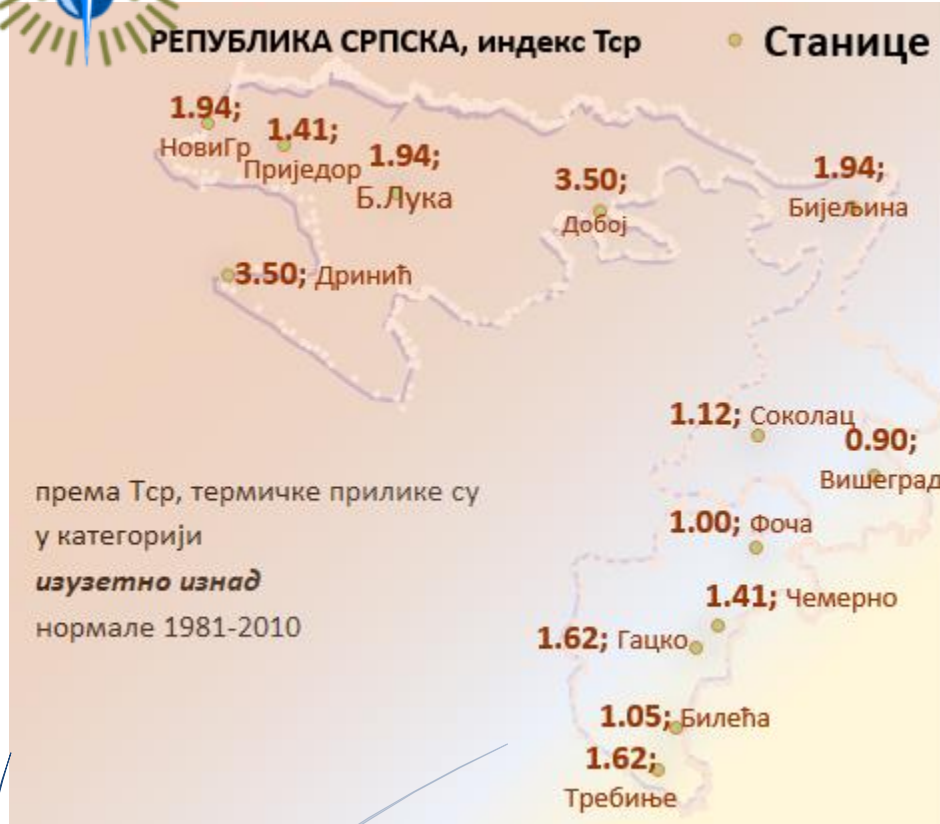 РЕПУБЛИКА СРПСКА, индекс Тср
Станице
1.94;
НовиГр
1.41;
Приједор
1.94;
Б.Лука
3.50;
Добој
1.94;
Бијељина
3.50; Дринић
1.12; Соколац
0.90;
Вишеград
1.00; Фоча
1.41; Чемерно
1.62; Гацко
1.05; Билећа
1.62;
Требиње
према Тср, термичке прилике су
у категорији
изузетно изнад
нормале 1981-2010